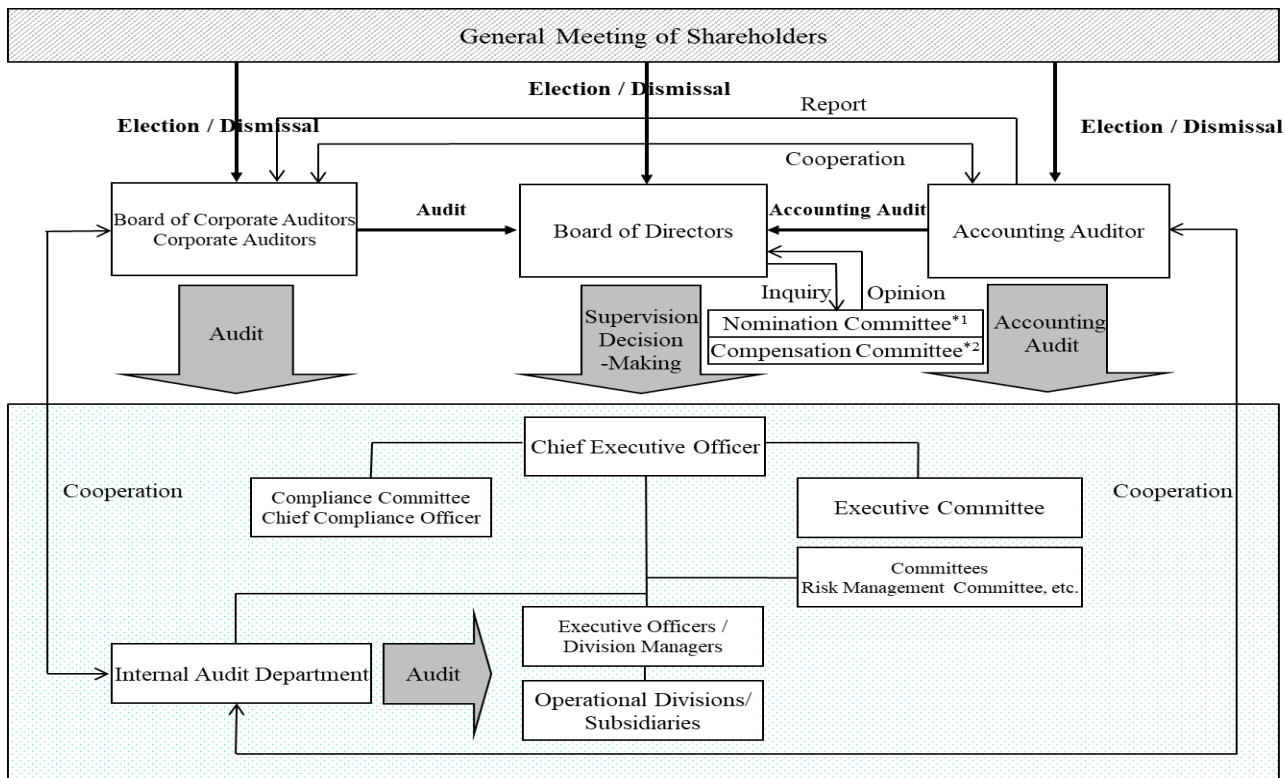 General Meeting of Shareholders
Election / Dismissal
Election / Dismissal
Election / Dismissal
Report
Cooperation
Board of Corporate Auditors
Corporate Auditors
Audit
Board of Directors
Accounting Audit
Accounting Auditor
Inquiry
Opinion
Nomination Committee*1
Compensation Committee*2
Audit
Supervision
Decision
-Making
Accounting
Audit
Chief Executive Officer
Cooperation
Compliance Committee
Chief Compliance Officer
Executive Committee
Cooperation
Committees
Risk Management Committee, etc.
Executive Officers /
Division Managers
Internal Audit Department
Audit
Operational Divisions/
Subsidiaries